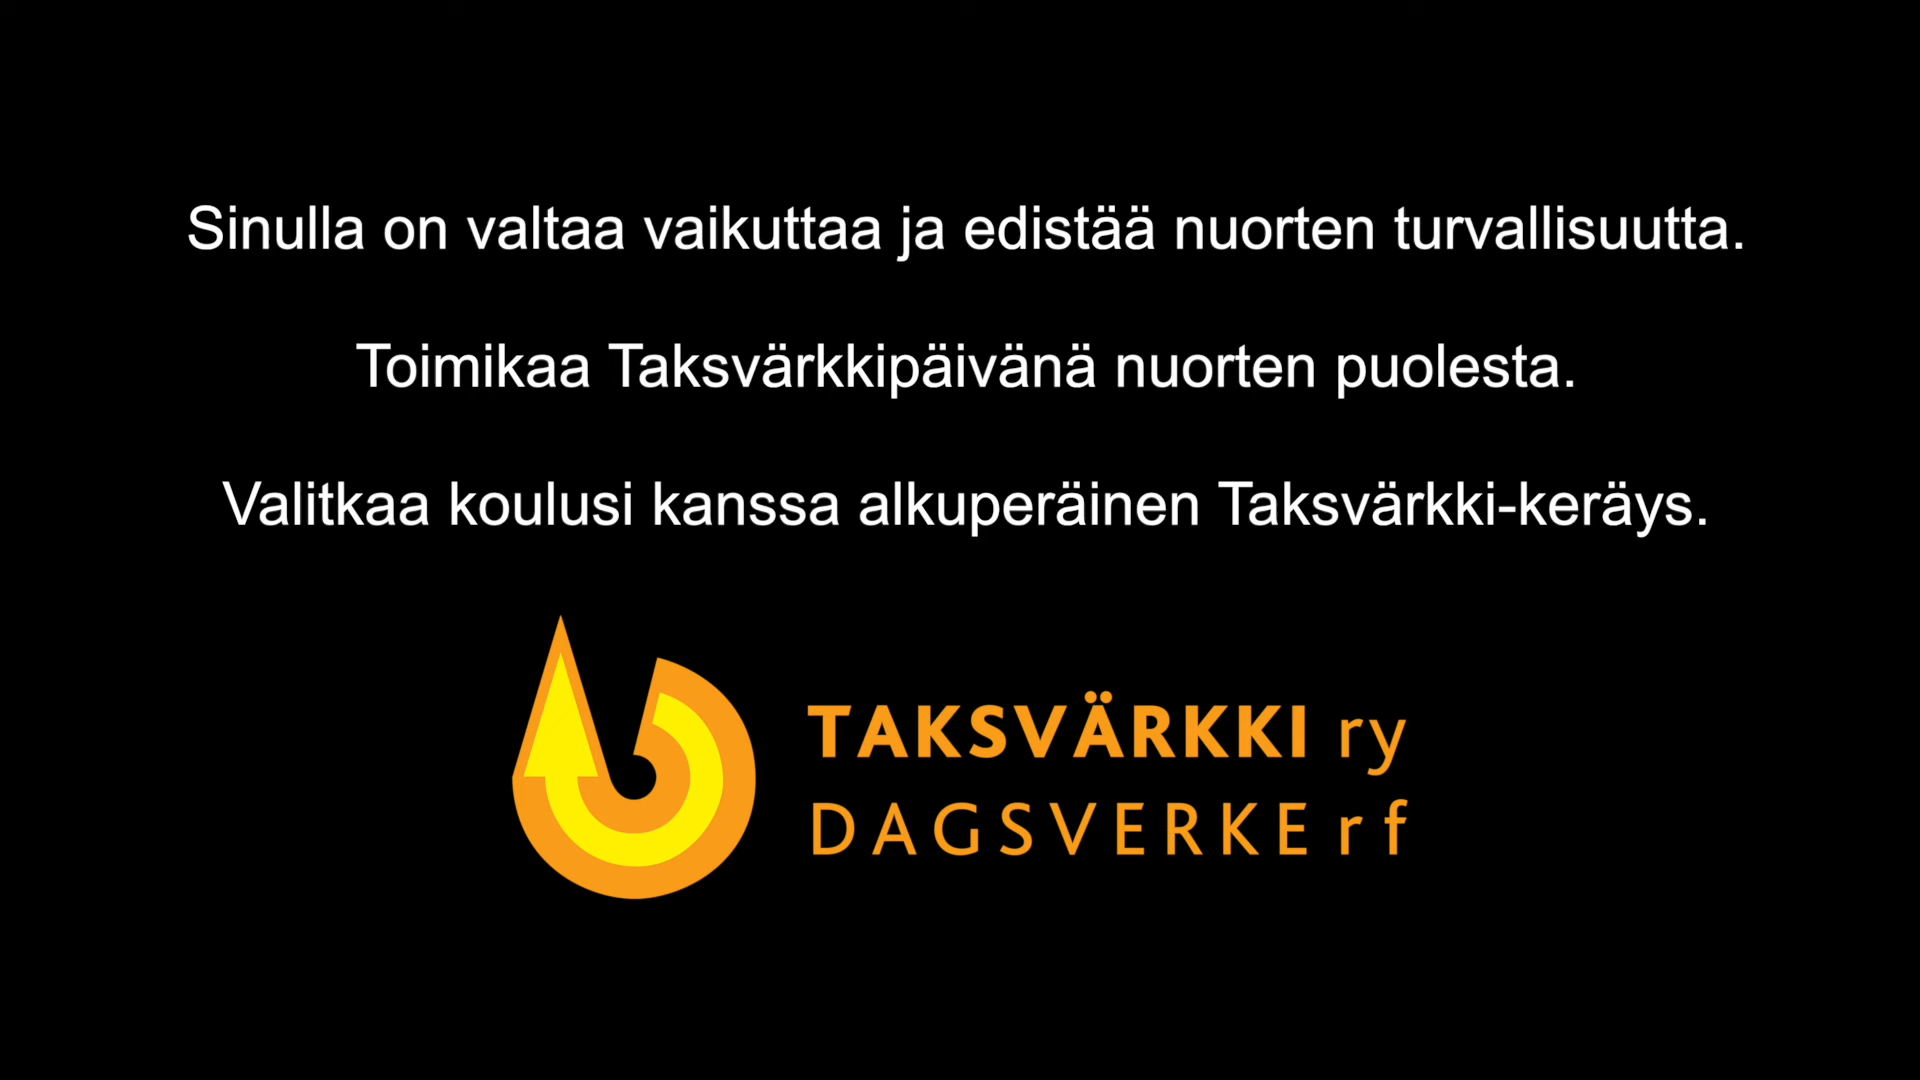 Sinulla on valtaa vaikuttaa ja edistää nuorten turvallisuutta.
Toimikaa Taksvärkkipäivänä nuorten puolesta.
Valitkaa koulusi kanssa alkuperäinen Taksvärkki-keräys.
TAKSVÄRKKI ry
DAGSVERKE rf